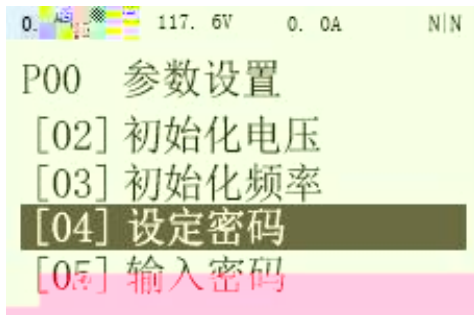 0. 117. 6V 0. 0A N|N
P00 参数设置
[02] 初始化电压
[03] 初始化频率
[04] 设定密码
[05] 输入密码